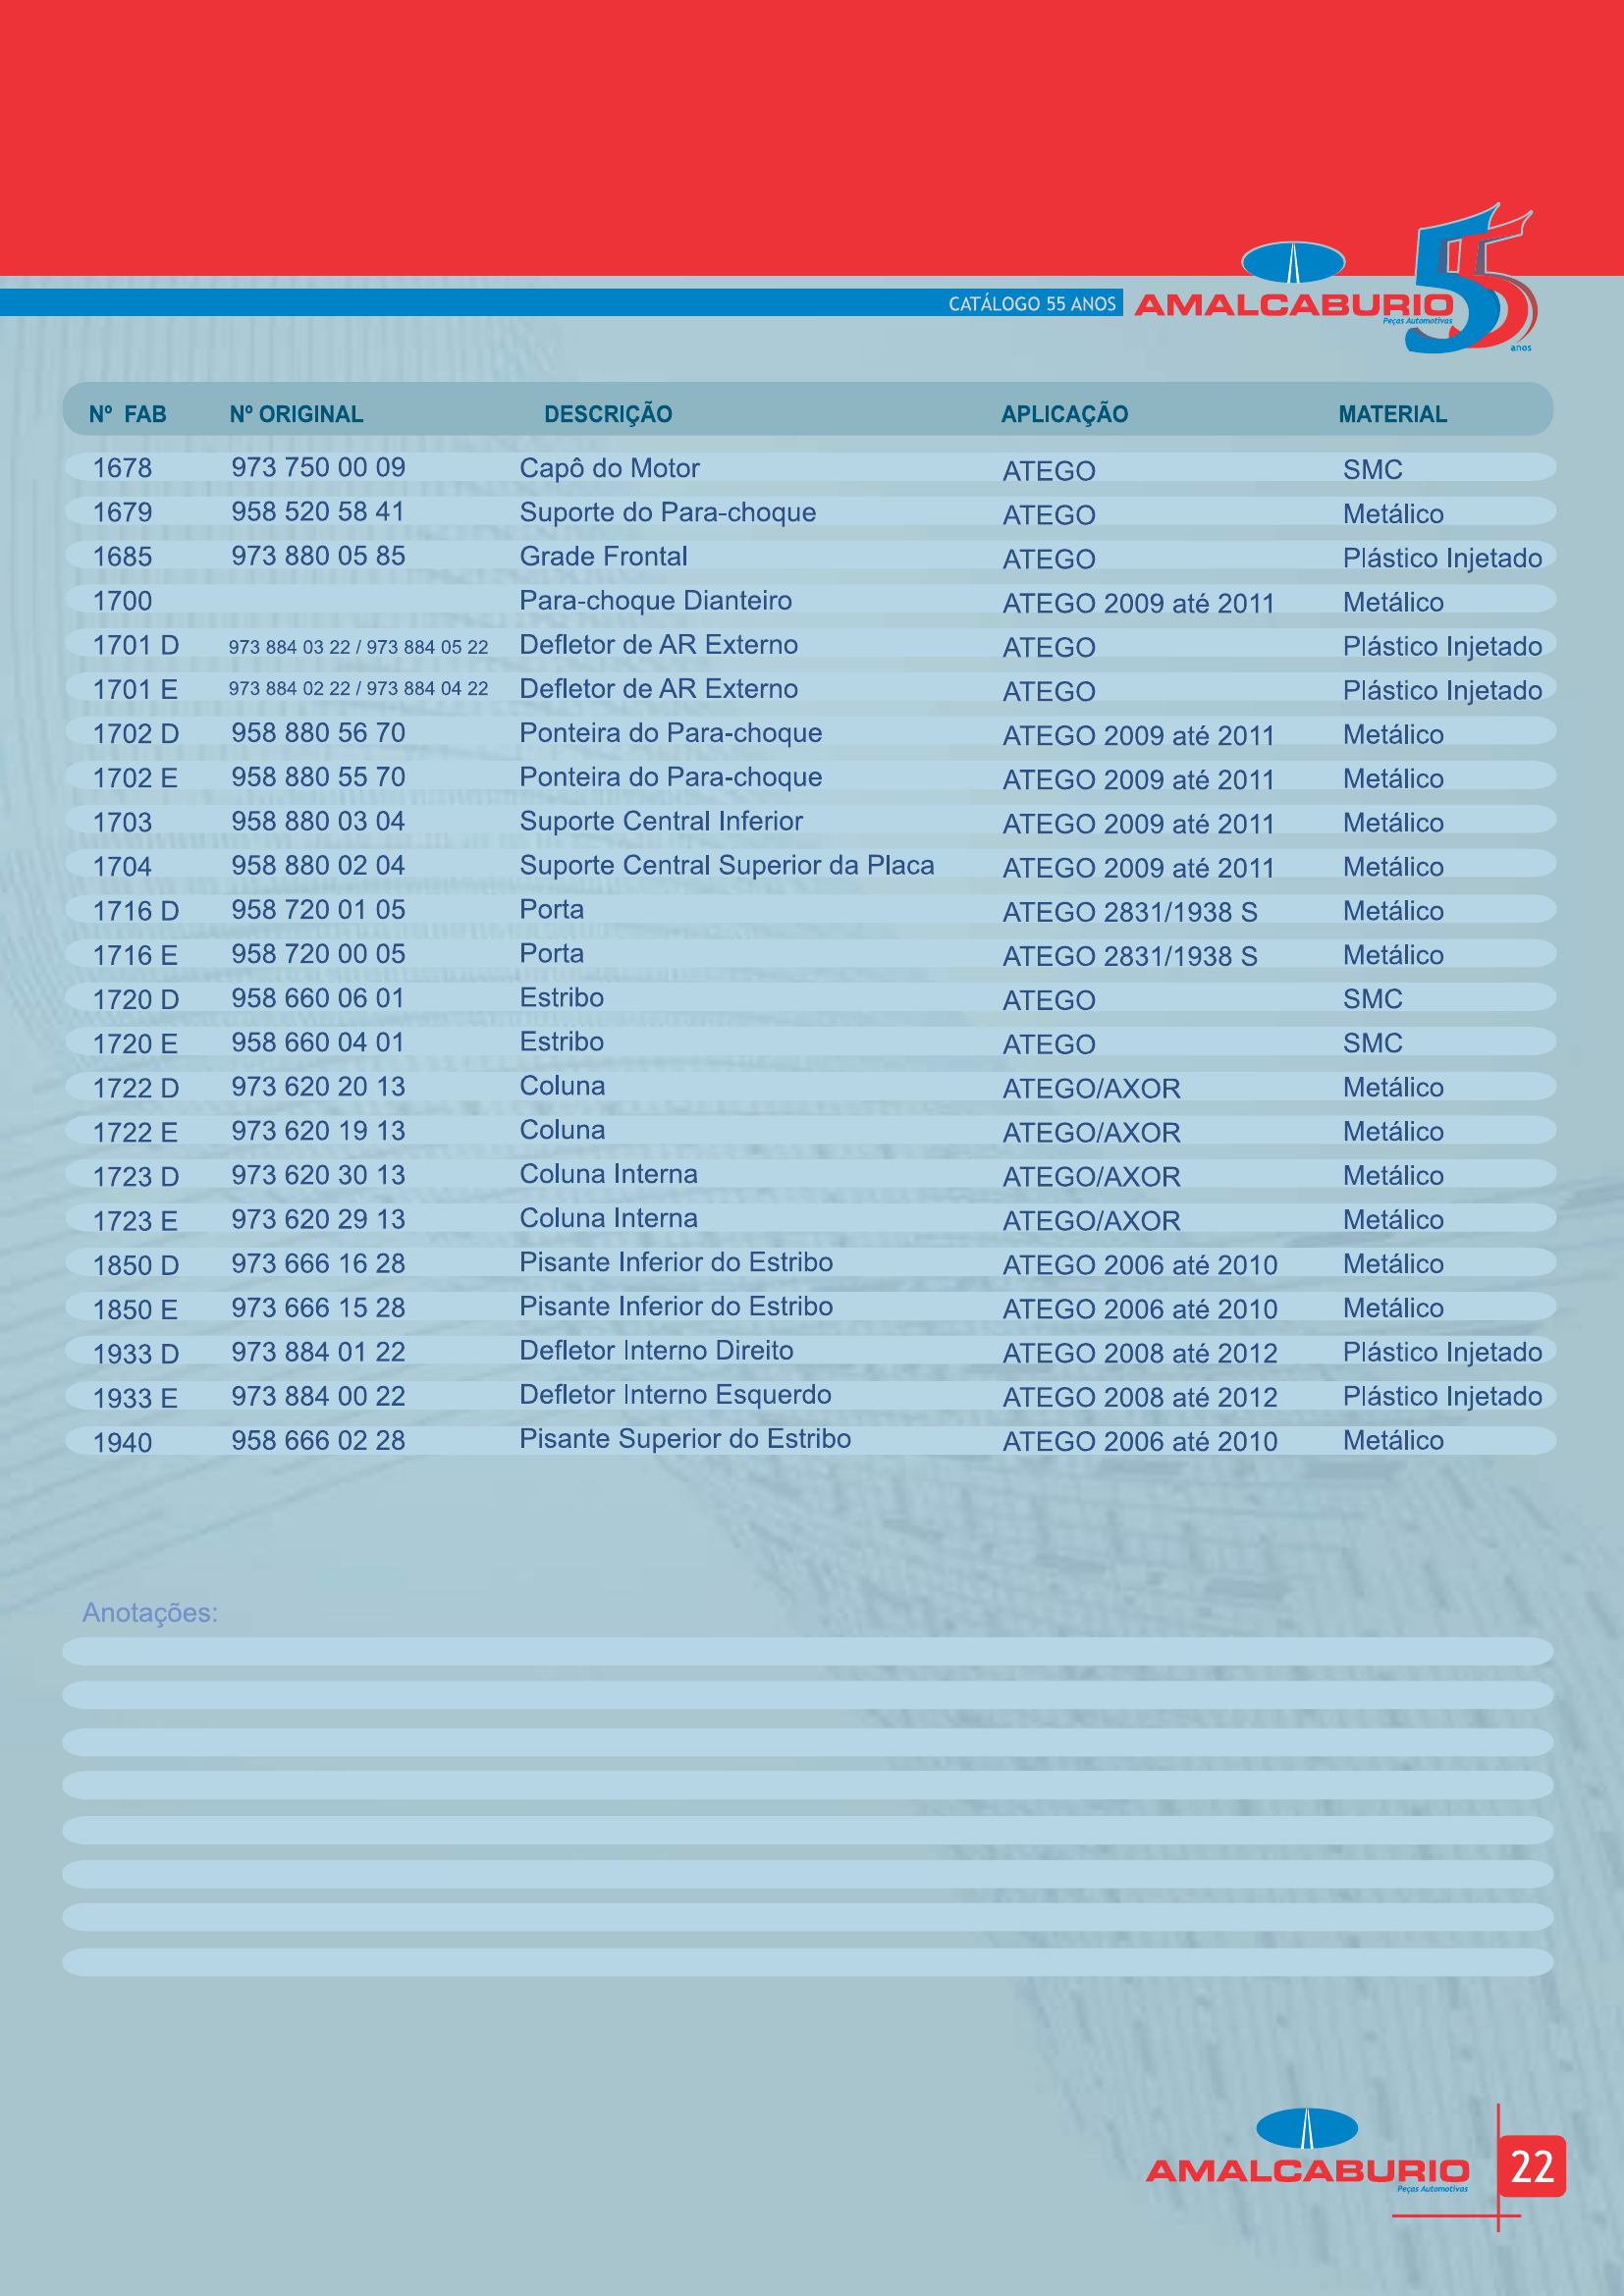 CATÁLOGO 55 ANOS AMALCABURIO 55
Peças Automotivas
anos
Nº FAB Nº ORIGINAL DESCRIÇÃO APLICAÇÃO MATERIAL
1678 973 750 00 09 Capô do Motor ATEGO SMC
1679 958 520 58 41 Suporte do Para-choque ATEGO Metálico
1685 973 880 05 85 Grade Frontal ATEGO Plástico Injetado
1700 Para-choque Dianteiro ATEGO 2009 até 2011 Metálico
1701 D 973 884 03 22 / 973 884 05 22 Defletor de AR Externo ATEGO Plástico Injetado
1701 E 973 884 02 22 / 973 884 04 22 Defletor de AR Externo ATEGO Plástico Injetado
1702 D 958 880 56 70 Ponteira do Para-choque ATEGO 2009 até 2011 Metálico
1702 E 958 880 55 70 Ponteira do Para-choque ATEGO 2009 até 2011 Metálico
1703 958 880 03 04 Suporte Central Inferior ATEGO 2009 até 2011 Metálico
1704 958 880 02 04 Suporte Central Superior da Placa ATEGO 2009 até 2011 Metálico
1716 D 958 720 01 05 Porta ATEGO 2831/1938 S Metálico
1716 E 958 720 00 05 Porta ATEGO 2831/1938 S Metálico
1720 D 958 660 06 01 Estribo ATEGO SMC
1720 E 958 660 04 01 Estribo ATEGO SMC
1722 D 973 620 20 13 Coluna ATEGO/AXOR Metálico
1722 E 973 620 19 13 Coluna ATEGO/AXOR Metálico
1723 D 973 620 30 13 Coluna Interna ATEGO/AXOR Metálico
1723 E 973 620 29 13 Coluna Interna ATEGO/AXOR Metálico
1850 D 973 666 16 28 Pisante Inferior do Estribo ATEGO 2006 até 2010 Metálico
1850 E 973 666 15 28 Pisante Inferior do Estribo ATEGO 2006 até 2010 Metálico
1933 D 973 884 01 22 Defletor Interno Direito ATEGO 2008 até 2012 Plástico Injetado
1933 E 973 884 00 22 Defletor Interno Esquerdo ATEGO 2008 até 2012 Plástico Injetado
1940 958 666 02 28 Pisante Superior do Estribo ATEGO 2006 até 2010 Metálico
Anotações:
AMALCABURIO 22
Peças Automotivas